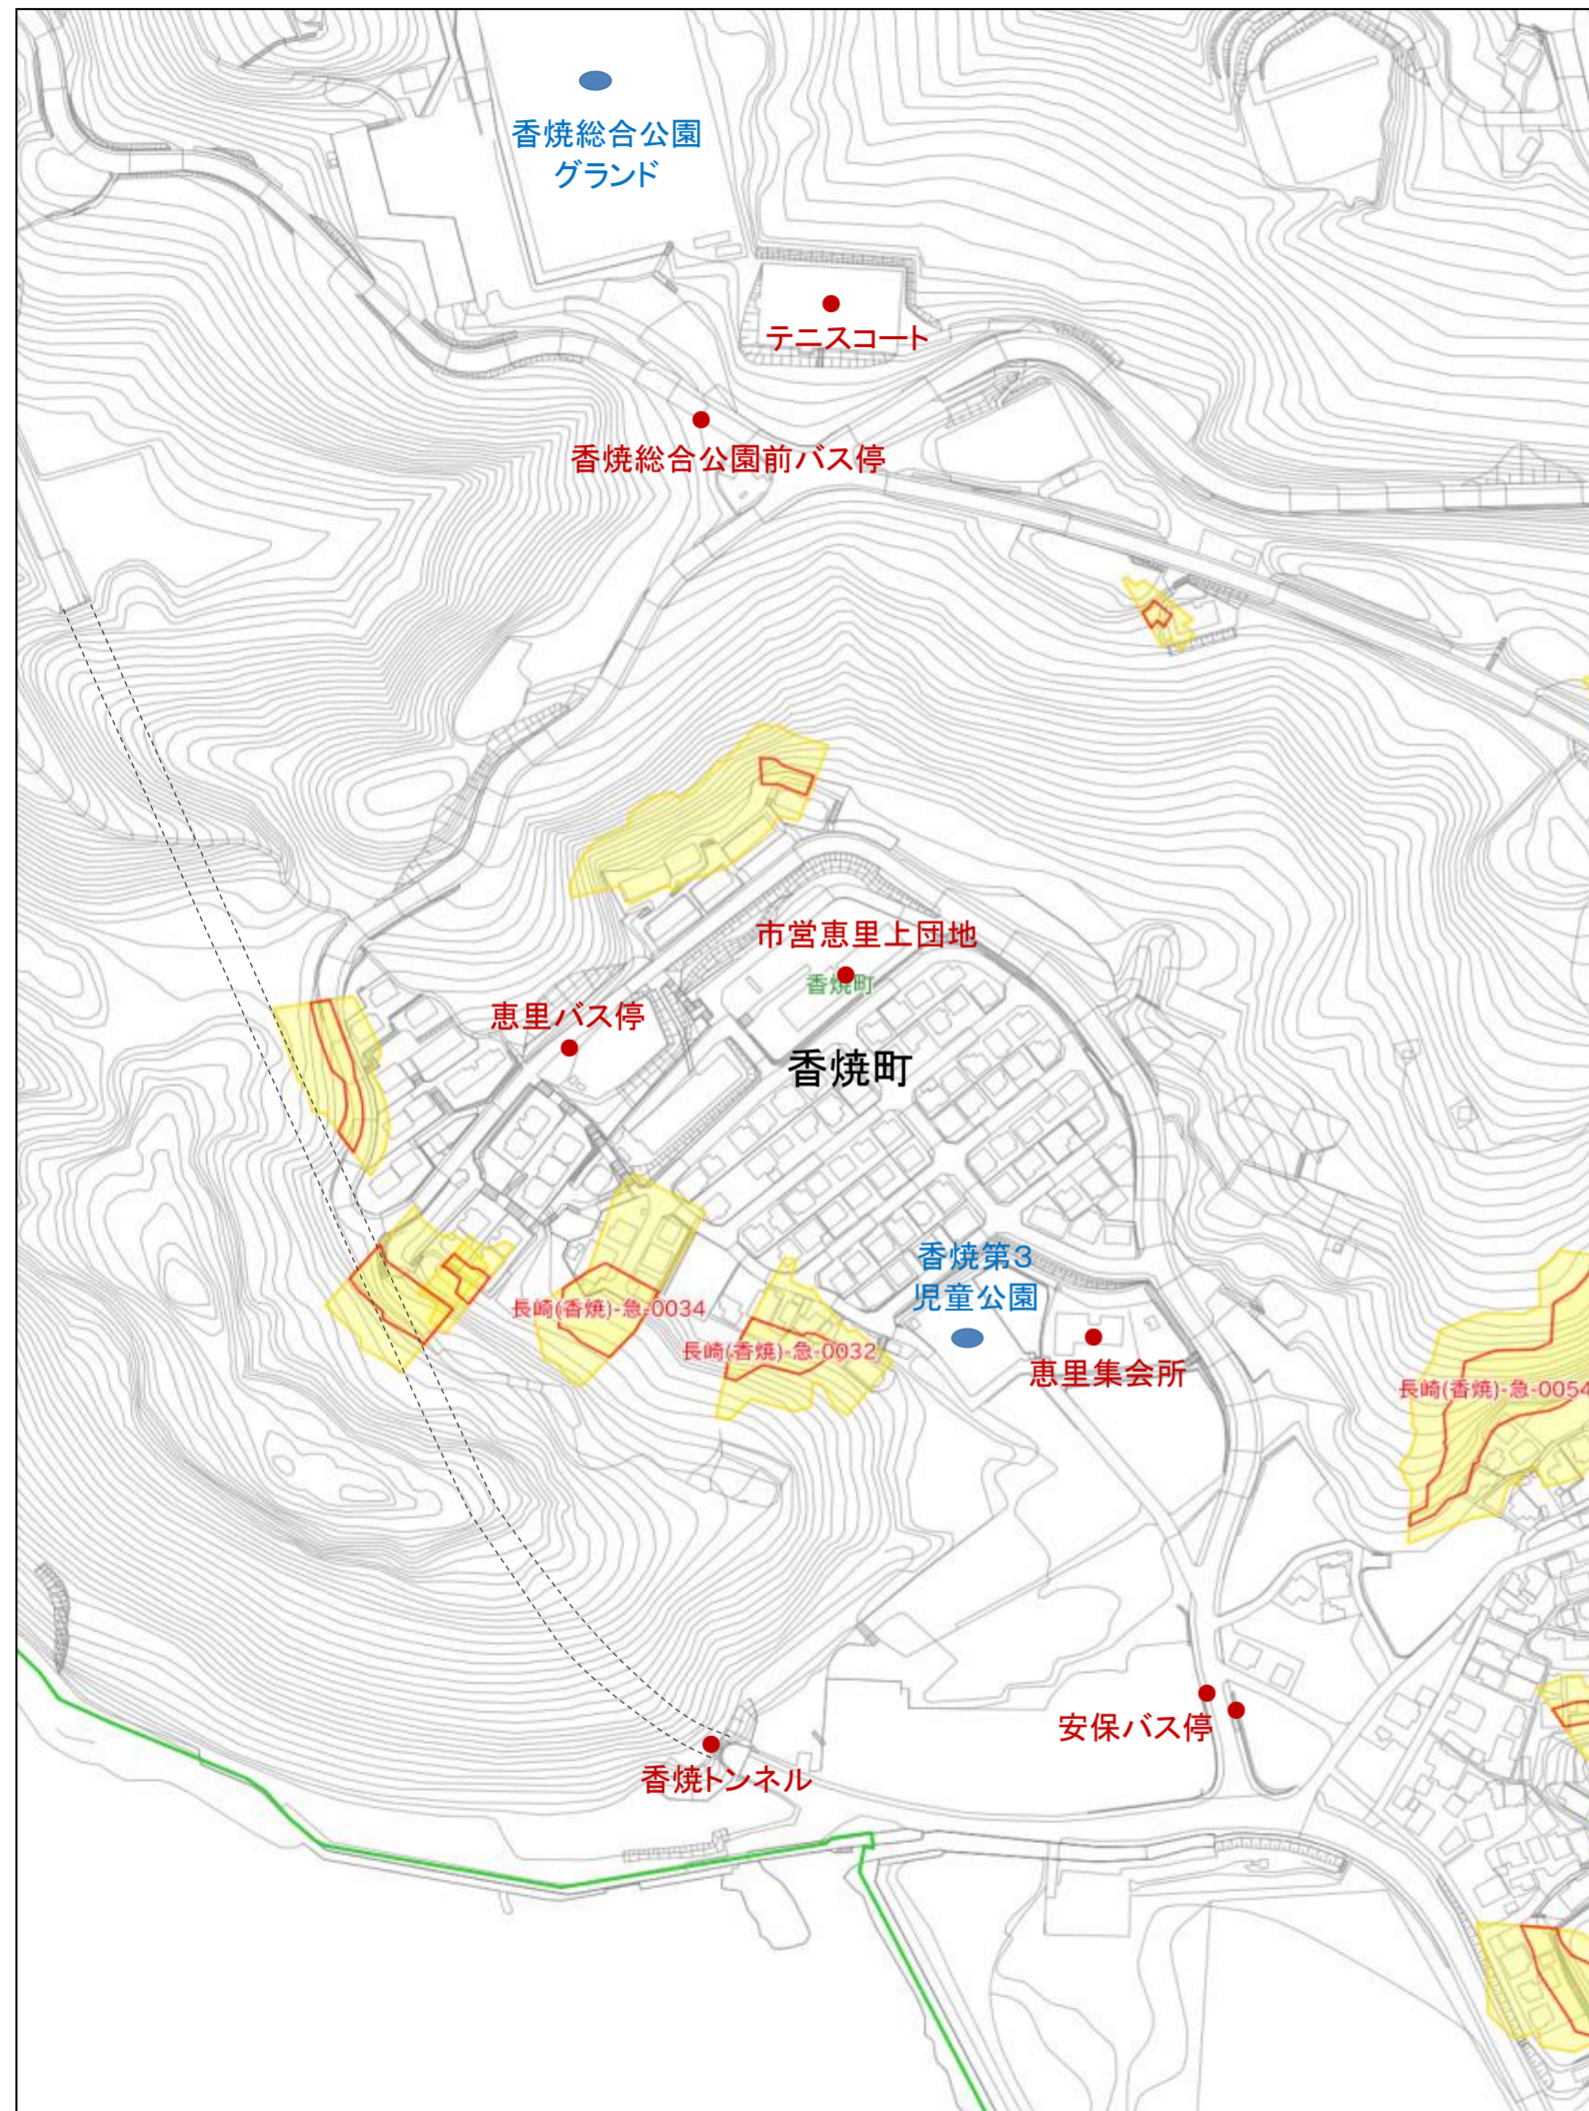 香焼総合公園
グランド
テニスコート
香焼総合公園前バス停
市営恵里上団地
香焼町
恵里バス停
香焼町
香焼第3
児童公園
長崎(香焼)-急-0034
長崎(香焼)-急-0032
恵里集会所
長崎(香焼)-急-0054
安保バス停
香焼トンネル